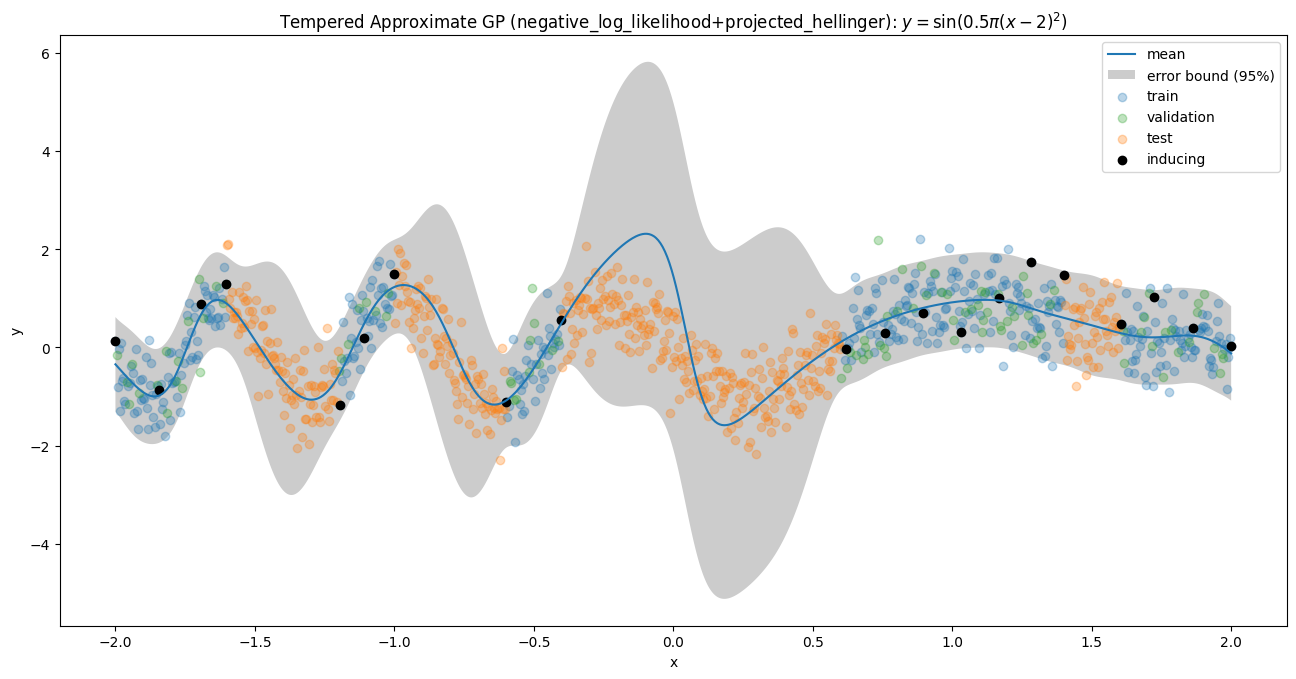 Tempered Approximate GP (negative_log_likelihood+projected_hellinger): $y = \sin(0.5\pi(x-2)^2)$
6
4
2
0
−2
−4
y
mean
error bound (95%)
train
validation
test
inducing
−2.0 −1.5 −1.0 −0.5 0.0 0.5 1.0 1.5 2.0
x